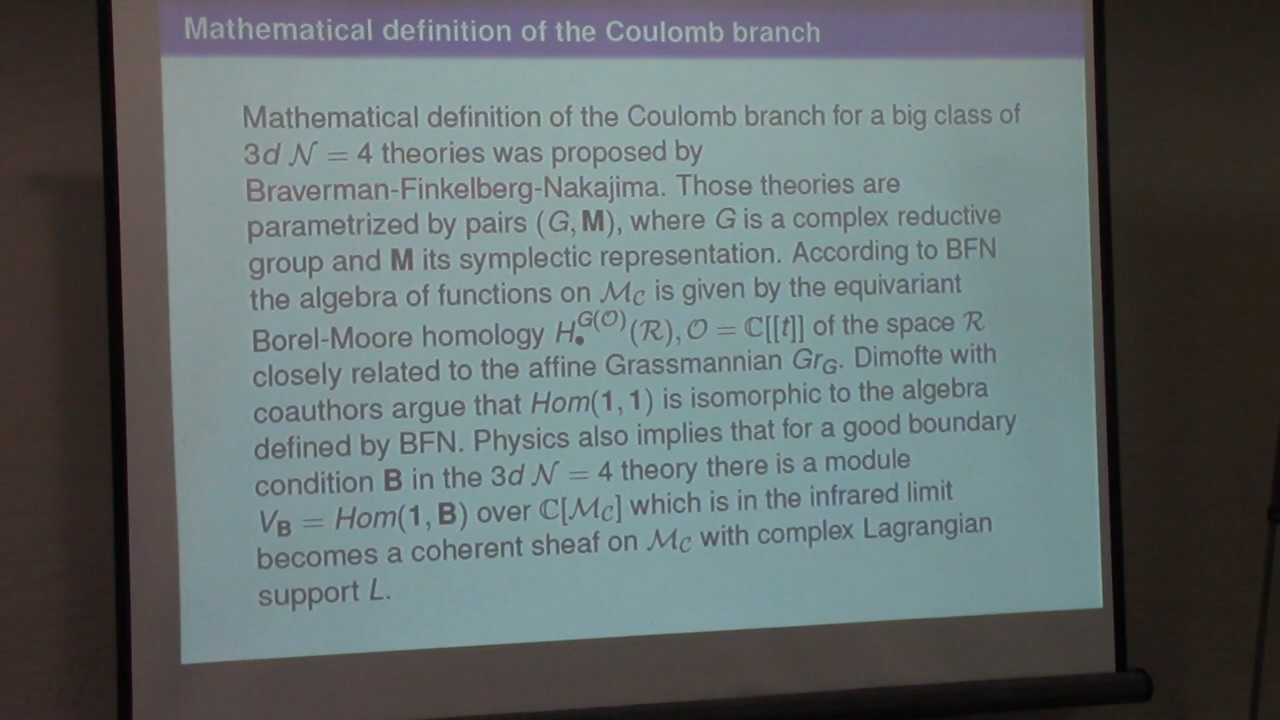 Mathematical definition of the Coulomb branch
Mathematical definition of the Coulomb branch for a big class of
3d 𝒩 = 4 theories was proposed by
Braverman-Finkelberg-Nakajima. Those theories are
parametrized by pairs (G, M), where G is a complex reductive
group and M its symplectic representation. According to BFN
the algebra of functions on ℳ_C is given by the equivariant
Borel-Moore homology H_•^{G(𝒪)}(ℛ), 𝒪 = ℂ[[t]] of the space ℛ
closely related to the affine Grassmannian Gr_G. Dimofte with
coauthors argue that Hom(1, 1) is isomorphic to the algebra
defined by BFN. Physics also implies that for a good boundary
condition B in the 3d 𝒩 = 4 theory there is a module
V_B = Hom(1, B) over ℂ[ℳ_C] which is in the infrared limit
becomes a coherent sheaf on ℳ_C with complex Lagrangian
support L.